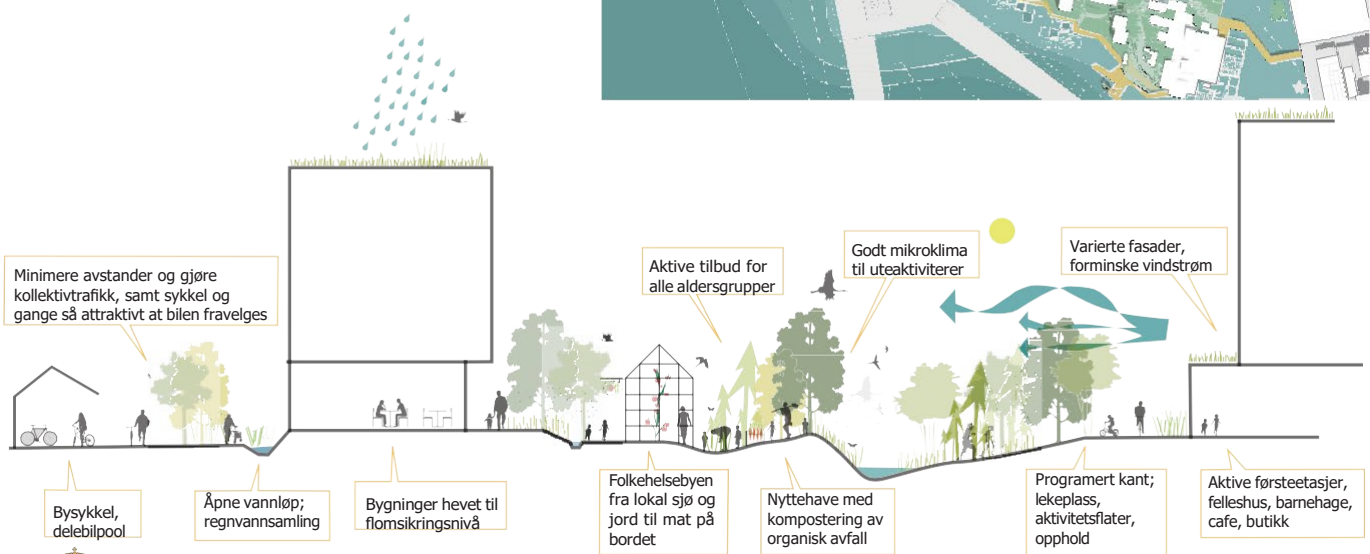 Minimere avstander og gjøre
kollektivtrafikk, samt sykkel og
gange så attraktivt at bilen fravelges
Aktive tilbud for
alle aldersgrupper
Godt mikroklima
til uteaktiviterer
Varierte fasader,
forminske vindstrøm
Bysykkel,
delebilpool
Åpne vannløp;
regnvannsamling
Bygninger hevet til
flomsikringsnivå
Folkehelsebyen
fra lokal sjø og
jord til mat på
bordet
Nyttehave med
kompostering av
organisk avfall
Programert kant;
lekeplass,
aktivitetsflater,
opphold
Aktive førsteetasjer,
felleshus, barnehage,
cafe, butikk